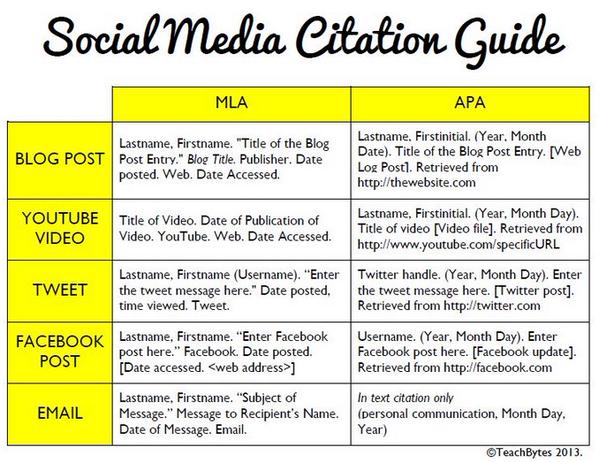 Social Media Citation Guide
MLA
APA
BLOG POST
Lastname, Firstname. "Title of the Blog
Post Entry." Blog Title. Publisher. Date
posted. Web. Date Accessed.
Lastname, Firstinitial. (Year, Month
Date). Title of the Blog Post Entry. [Web
Log Post]. Retrieved from
http://thewebsite.com
YOUTUBE
VIDEO
Title of Video. Date of Publication of
Video. YouTube. Web. Date Accessed.
Lastname, Firstinitial. (Year, Month Day).
Title of video [Video file]. Retrieved from
http://www.youtube.com/specificURL
TWEET
Lastname, Firstname (Username). “Enter
the tweet message here." Date posted,
time viewed. Tweet.
Twitter handle. (Year, Month Day). Enter
the tweet message here. [Twitter post].
Retrieved from http://twitter.com
FACEBOOK
POST
Lastname, Firstname. “Enter Facebook
post here.” Facebook. Date posted.
[Date accessed. <web address>]
Username. (Year, Month Day). Enter
Facebook post here. [Facebook update].
Retrieved from http://facebook.com
EMAIL
Lastname, Firstname. “Subject of
Message.” Message to Recipient’s Name.
Date of Message. Email.
In text citation only
(personal communication, Month Day,
Year)
©TeachBytes 2013.